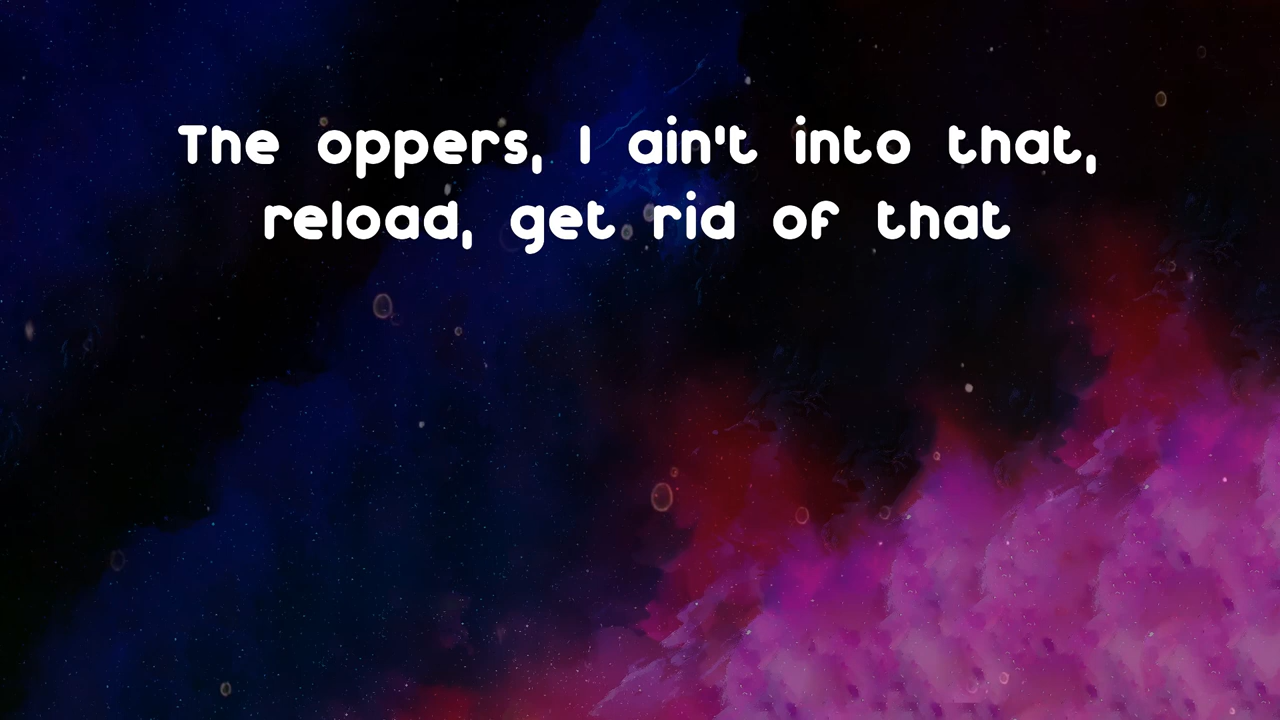 The oppers, I ain't into that,
reload, get rid of that